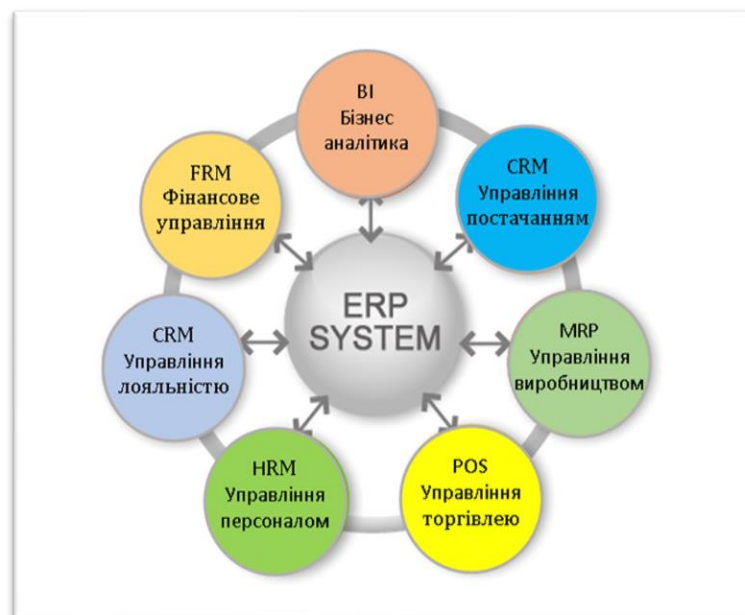 BI
Бізнес
аналітика
CRM
Управління
постачанням
MRP
Управління
виробництвом
POS
Управління
торгівлею
HRM
Управління
персоналом
CRM
Управління
лояльністю
FRM
Фінансове
управління
ERP
SYSTEM